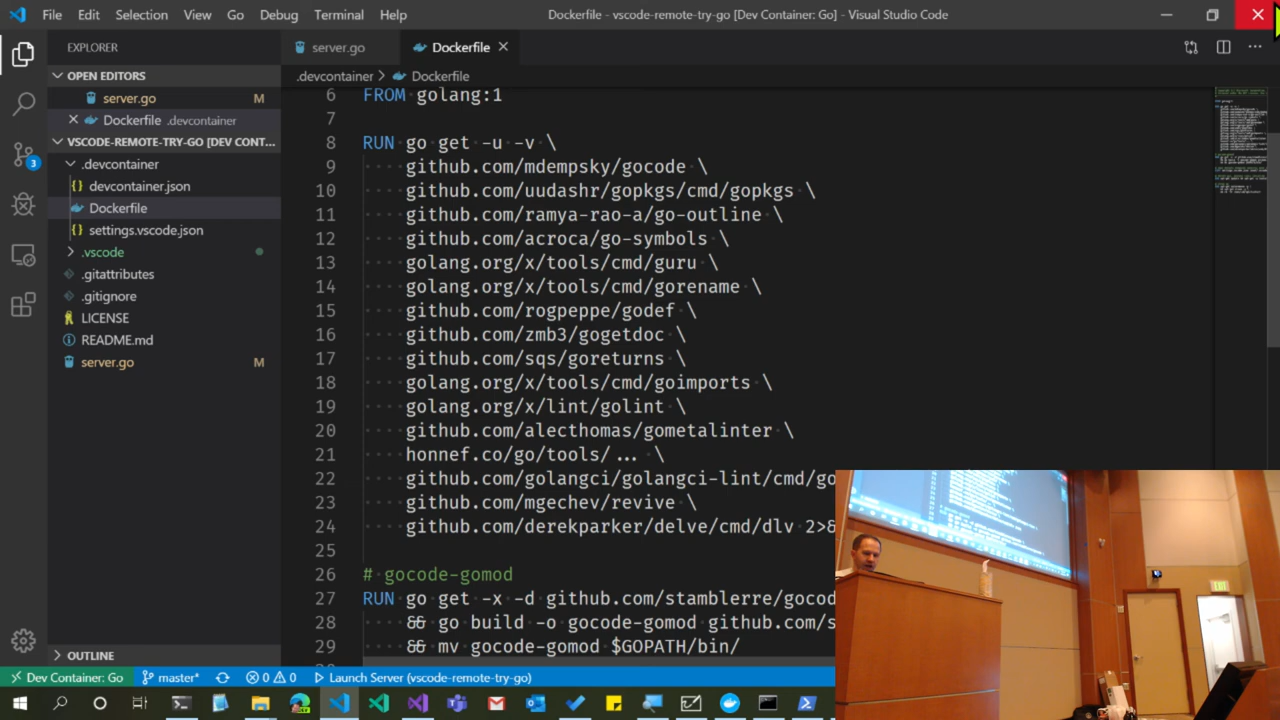 File Edit Selection View Go Debug Terminal Help Dockerfile - vscode-remote-try-go [Dev Container: Go] - Visual Studio Code
EXPLORER
OPEN EDITORS
server.go M
Dockerfile .devcontainer
VSCODE-REMOTE-TRY-GO [DEV CONT...
.devcontainer
devcontainer.json
Dockerfile
settings.vscode.json
.vscode
.gitattributes
.gitignore
LICENSE
README.md
server.go M
OUTLINE
3
server.go Dockerfile
.devcontainer > Dockerfile
6 FROM golang:1
7
8 RUN go get -u -v \
9 github.com/mdempsky/gocode \
10 github.com/uudashr/gopkgs/cmd/gopkgs \
11 github.com/ramya-rao-a/go-outline \
12 github.com/acroca/go-symbols \
13 golang.org/x/tools/cmd/guru \
14 golang.org/x/tools/cmd/gorename \
15 github.com/rogpeppe/godef \
16 github.com/zmb3/gogetdoc \
17 github.com/sqs/goreturns \
18 golang.org/x/tools/cmd/goimports \
19 golang.org/x/lint/golint \
20 github.com/alecthomas/gometalinter \
21 honnef.co/go/tools/... \
22 github.com/golangci/golangci-lint/cmd/go
23 github.com/mgechev/revive \
24 github.com/derekparker/delve/cmd/dlv 2>&
25
26 # gocode-gomod
27 RUN go get -x -d github.com/stamblerre/gocod
28 && go build -o gocode-gomod github.com/s
29 && mv gocode-gomod $GOPATH/bin/
Dev Container: Go master* 0 0 Launch Server (vscode-remote-try-go)